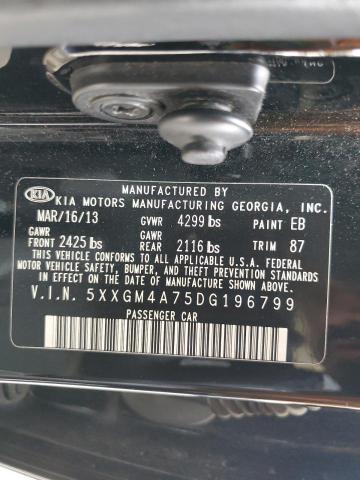 MANUFACTURED BY
KIA KIA MOTORS MANUFACTURING GEORGIA, INC.
MAR/16/13 GVWR 4299 lbs PAINT EB
GAWR GAWR
FRONT 2425 lbs REAR 2116 lbs TRIM 87
THIS VEHICLE CONFORMS TO ALL APPLICABLE U.S.A. FEDERAL
MOTOR VEHICLE SAFETY, BUMPER, AND THEFT PREVENTION STANDARDS
IN EFFECT ON THE DATE OF MANUFACTURE SHOWN ABOVE.
V.I.N. 5XXGM4A75DG196799
PASSENGER CAR